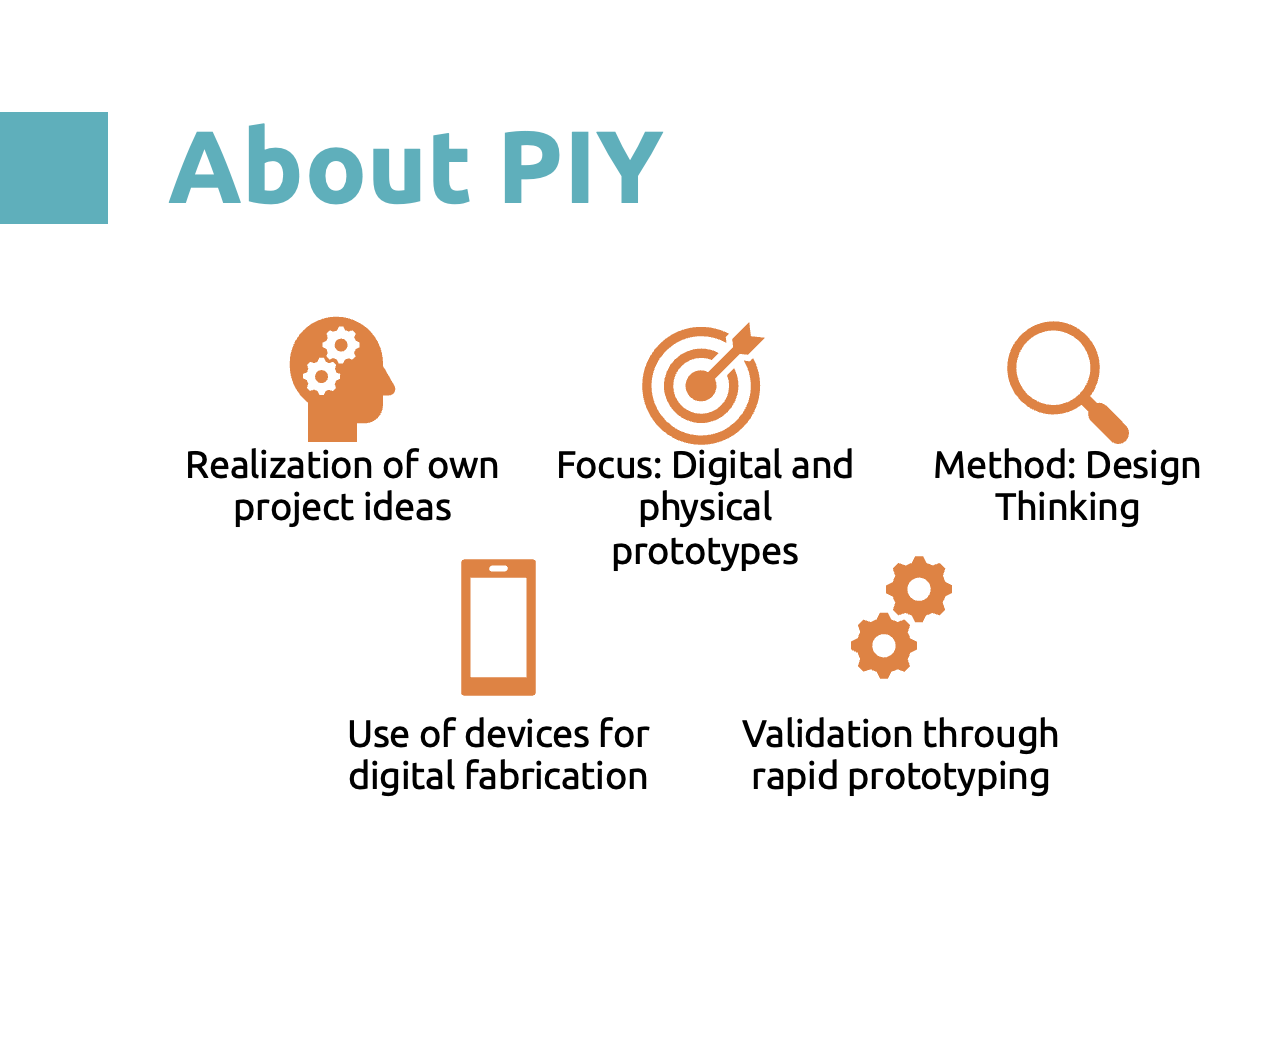 About PIY
Realization of own
project ideas
Focus: Digital and
physical
prototypes
Method: Design
Thinking
Use of devices for
digital fabrication
Validation through
rapid prototyping